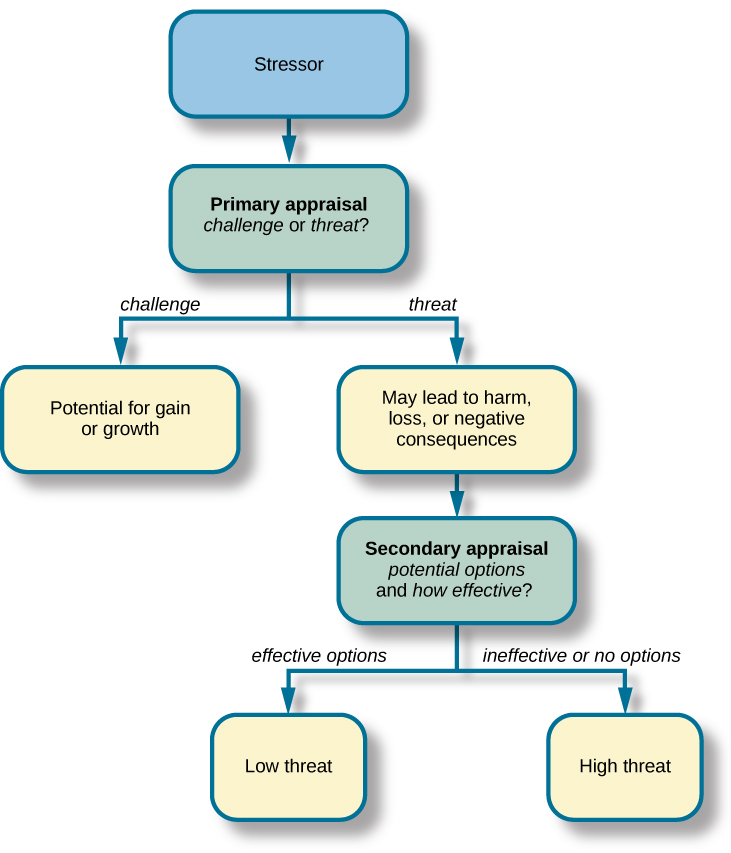 Stressor
Primary appraisal
challenge or threat?
challenge
threat
Potential for gain
or growth
May lead to harm,
loss, or negative
consequences
Secondary appraisal
potential options
and how effective?
effective options
ineffective or no options
Low threat
High threat